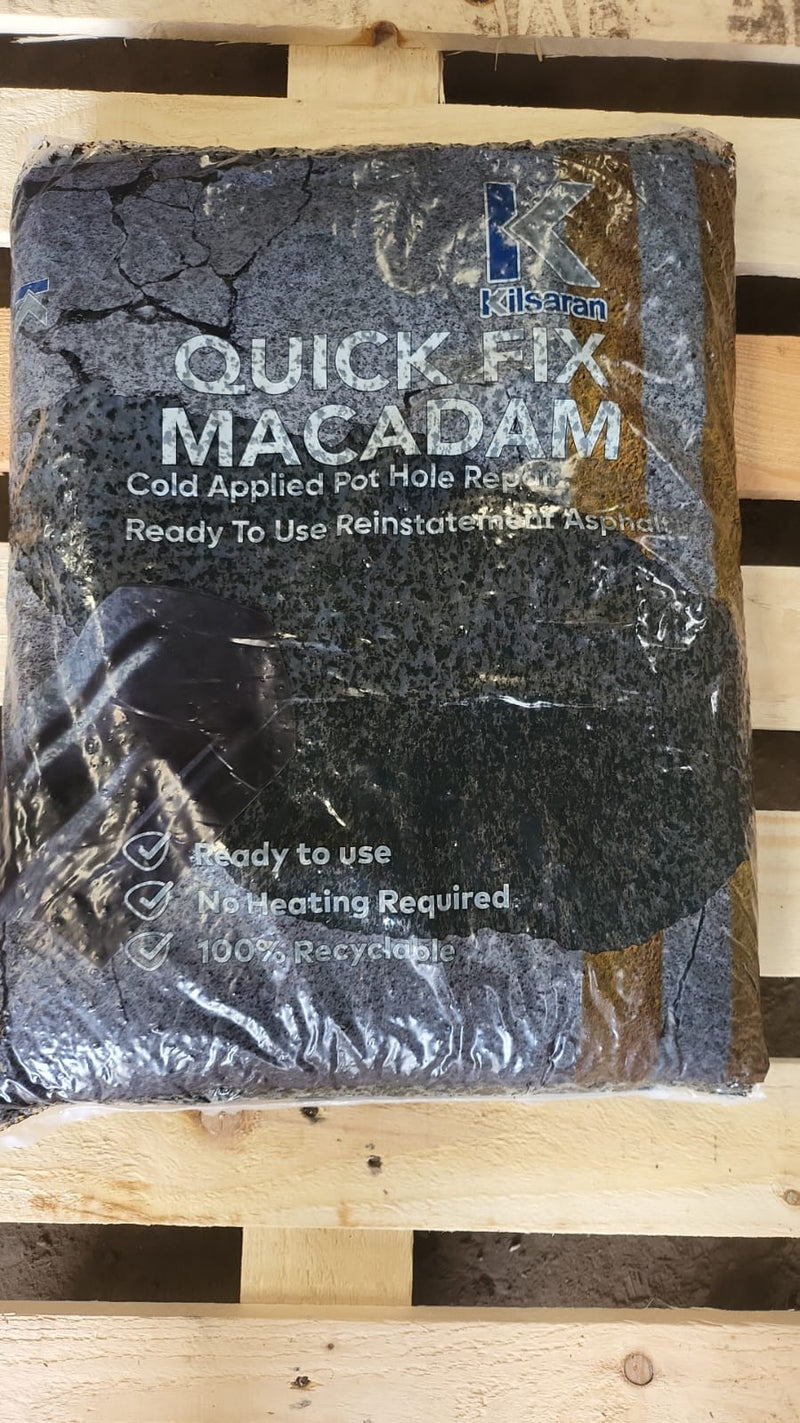 Kilsaran
QUICK FIX
MACADAM
Cold Applied Pot Hole Repair
Ready To Use Reinstatement Asphalt
Ready to use
No Heating Required
100% Recyclable